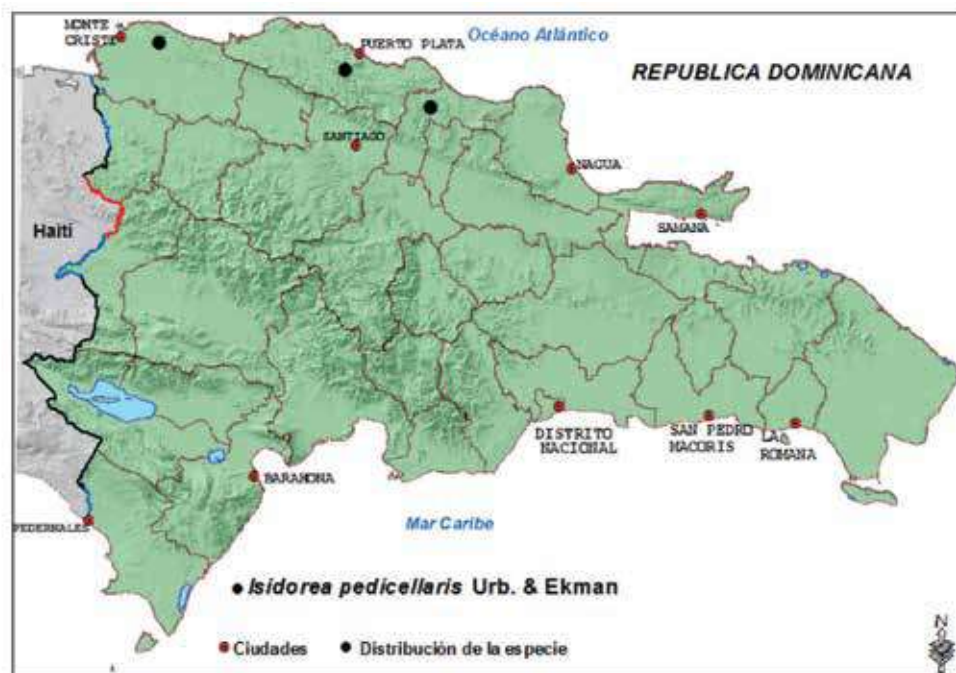 MONTE
CRISTI
PUERTO PLATA
Océano Atlántico
REPUBLICA DOMINICANA
SANTIAGO
NAGUA
SAMANA
Haití
DISTRITO
NACIONAL
SAN PEDRO
MACORIS
LA
ROMANA
BARAHONA
PEDERNALES
Mar Caribe
Isidorea pedicellaris Urb. & Ekman
Ciudades
Distribución de la especie
N